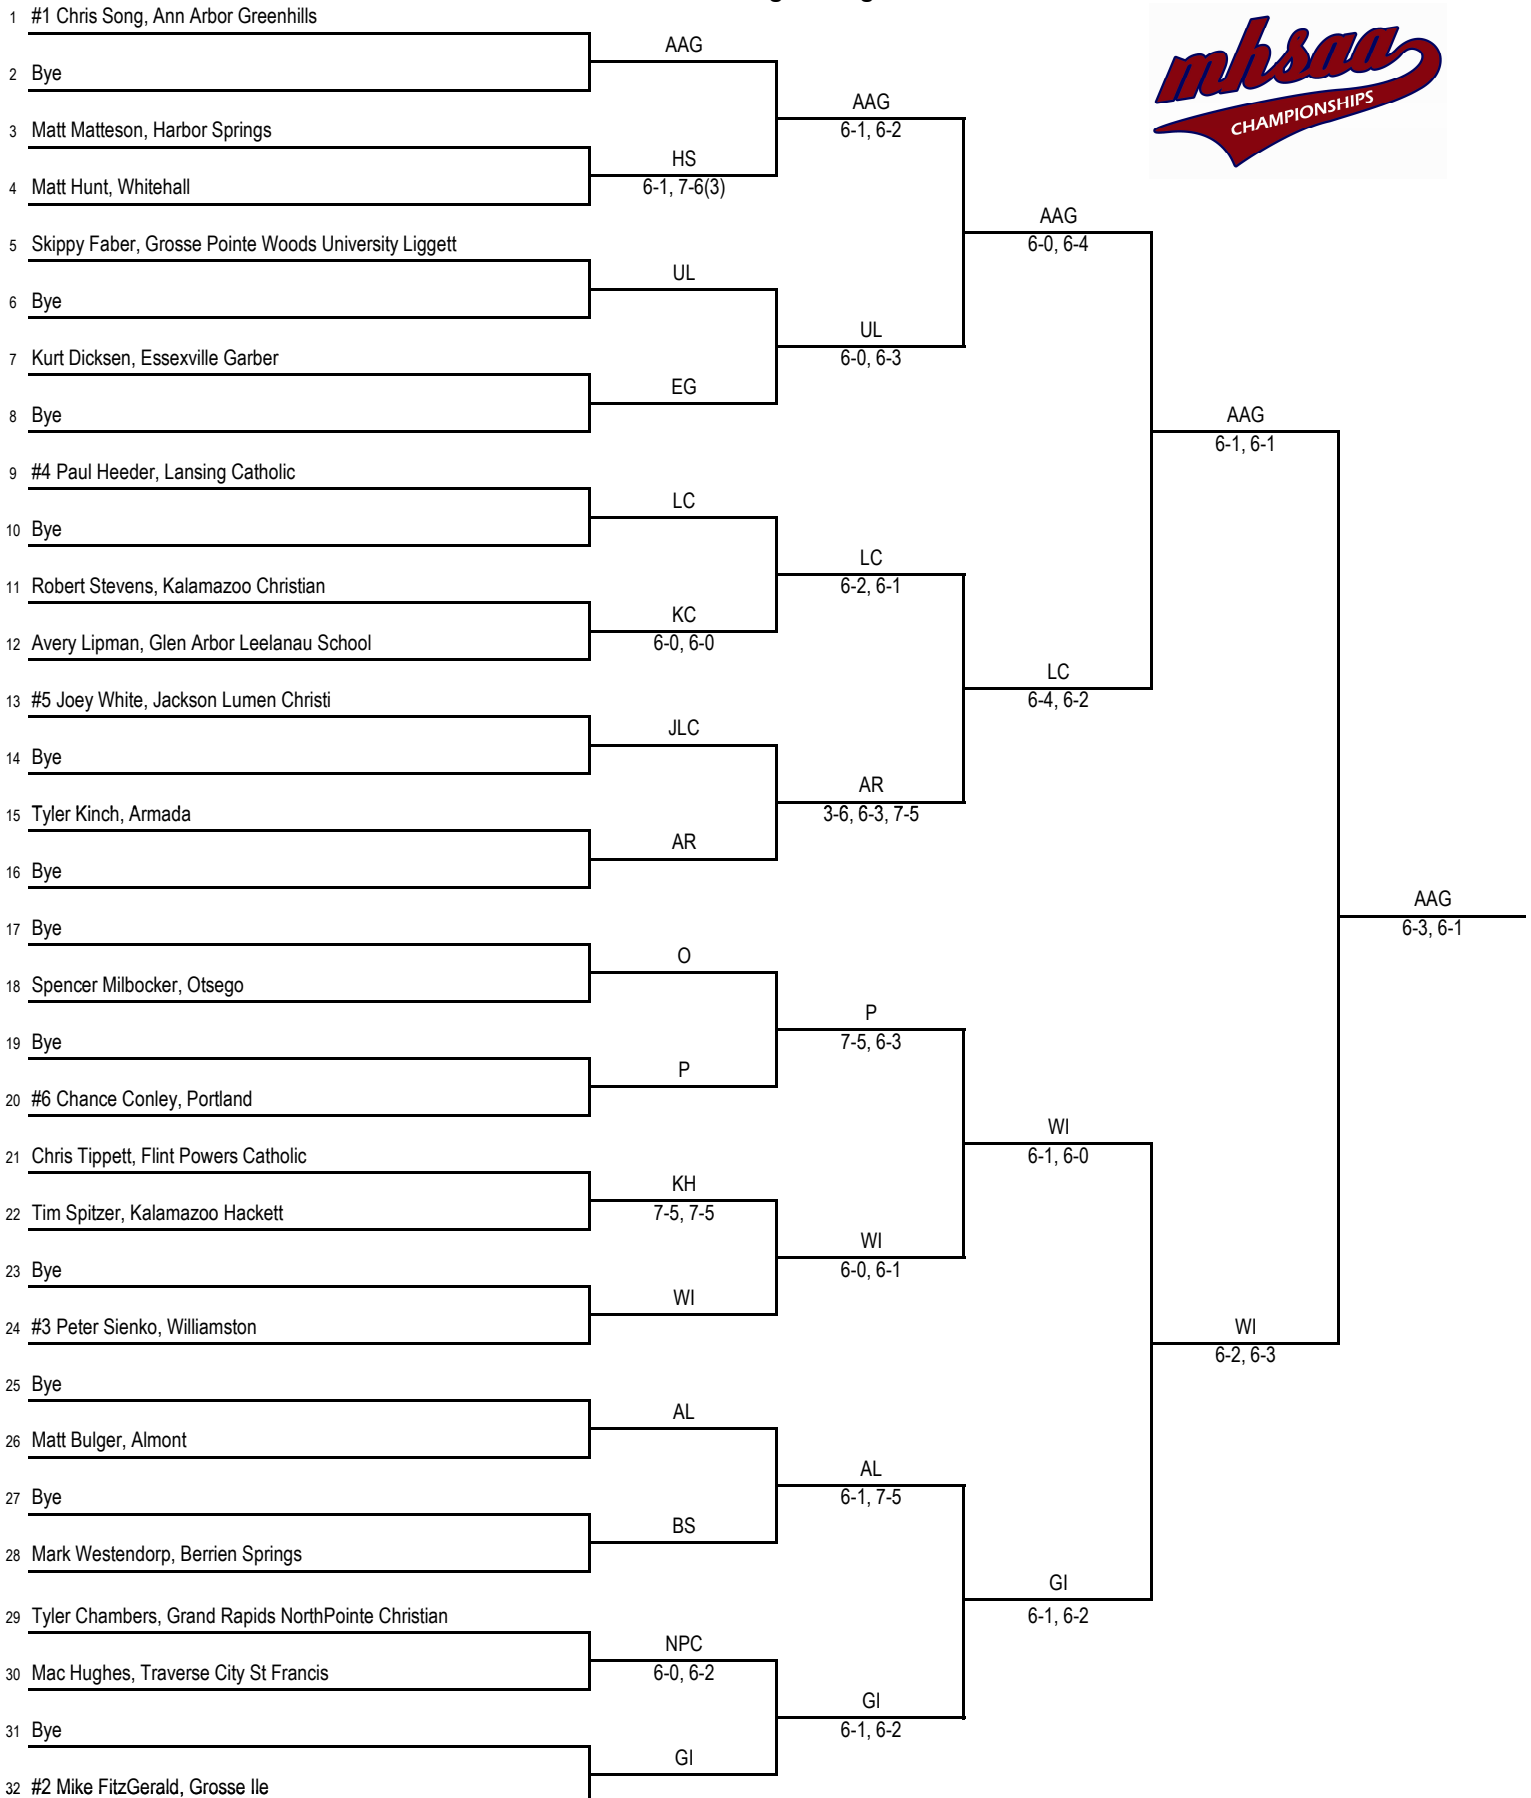 1 #1 Chris Song, Ann Arbor Greenhills
AAG
2 Bye
AAG
6-1, 6-2
3 Matt Matteson, Harbor Springs
HS
6-1, 7-6(3)
4 Matt Hunt, Whitehall
AAG
6-0, 6-4
5 Skippy Faber, Grosse Pointe Woods University Liggett
UL
6 Bye
UL
6-0, 6-3
7 Kurt Dicksen, Essexville Garber
EG
8 Bye
AAG
6-1, 6-1
9 #4 Paul Heeder, Lansing Catholic
LC
10 Bye
LC
6-2, 6-1
11 Robert Stevens, Kalamazoo Christian
KC
6-0, 6-0
12 Avery Lipman, Glen Arbor Leelanau School
LC
6-4, 6-2
13 #5 Joey White, Jackson Lumen Christi
JLC
14 Bye
AR
3-6, 6-3, 7-5
15 Tyler Kinch, Armada
AR
16 Bye
AAG
6-3, 6-1
17 Bye
O
18 Spencer Milbocker, Otsego
P
7-5, 6-3
19 Bye
P
20 #6 Chance Conley, Portland
WI
6-1, 6-0
21 Chris Tippett, Flint Powers Catholic
KH
7-5, 7-5
22 Tim Spitzer, Kalamazoo Hackett
WI
6-0, 6-1
23 Bye
WI
24 #3 Peter Sienko, Williamston
WI
6-2, 6-3
25 Bye
AL
26 Matt Bulger, Almont
AL
6-1, 7-5
27 Bye
BS
28 Mark Westendorp, Berrien Springs
GI
6-1, 6-2
29 Tyler Chambers, Grand Rapids NorthPointe Christian
NPC
6-0, 6-2
30 Mac Hughes, Traverse City St Francis
GI
6-1, 6-2
31 Bye
GI
32 #2 Mike FitzGerald, Grosse Ile
mhsaa
CHAMPIONSHIPS